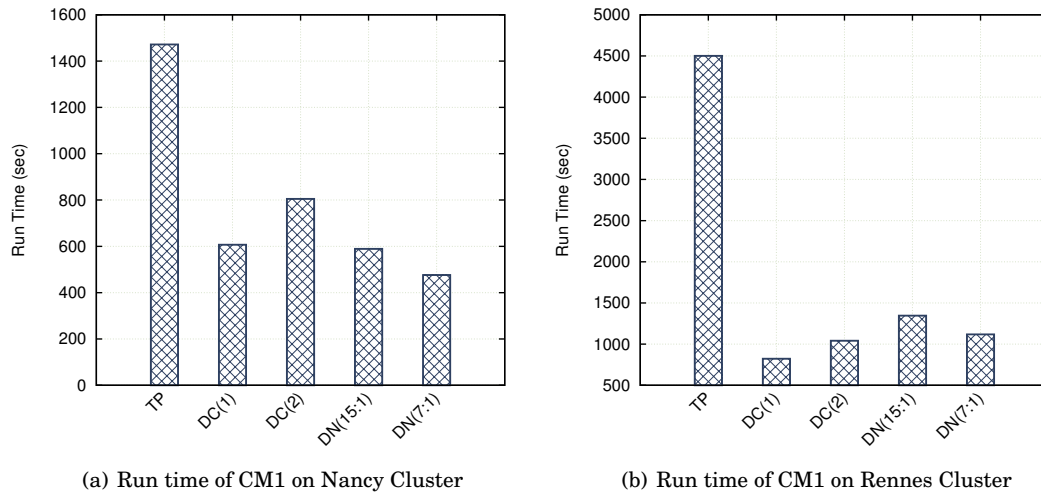 1600
1400
1200
1000
800
600
400
200
0
Run Time (sec)
TP
DC(1)
DC(2)
DN(15:1)
DN(7:1)
(a) Run time of CM1 on Nancy Cluster
5000
4500
4000
3500
3000
2500
2000
1500
1000
500
Run Time (sec)
TP
DC(1)
DC(2)
DN(15:1)
DN(7:1)
(b) Run time of CM1 on Rennes Cluster